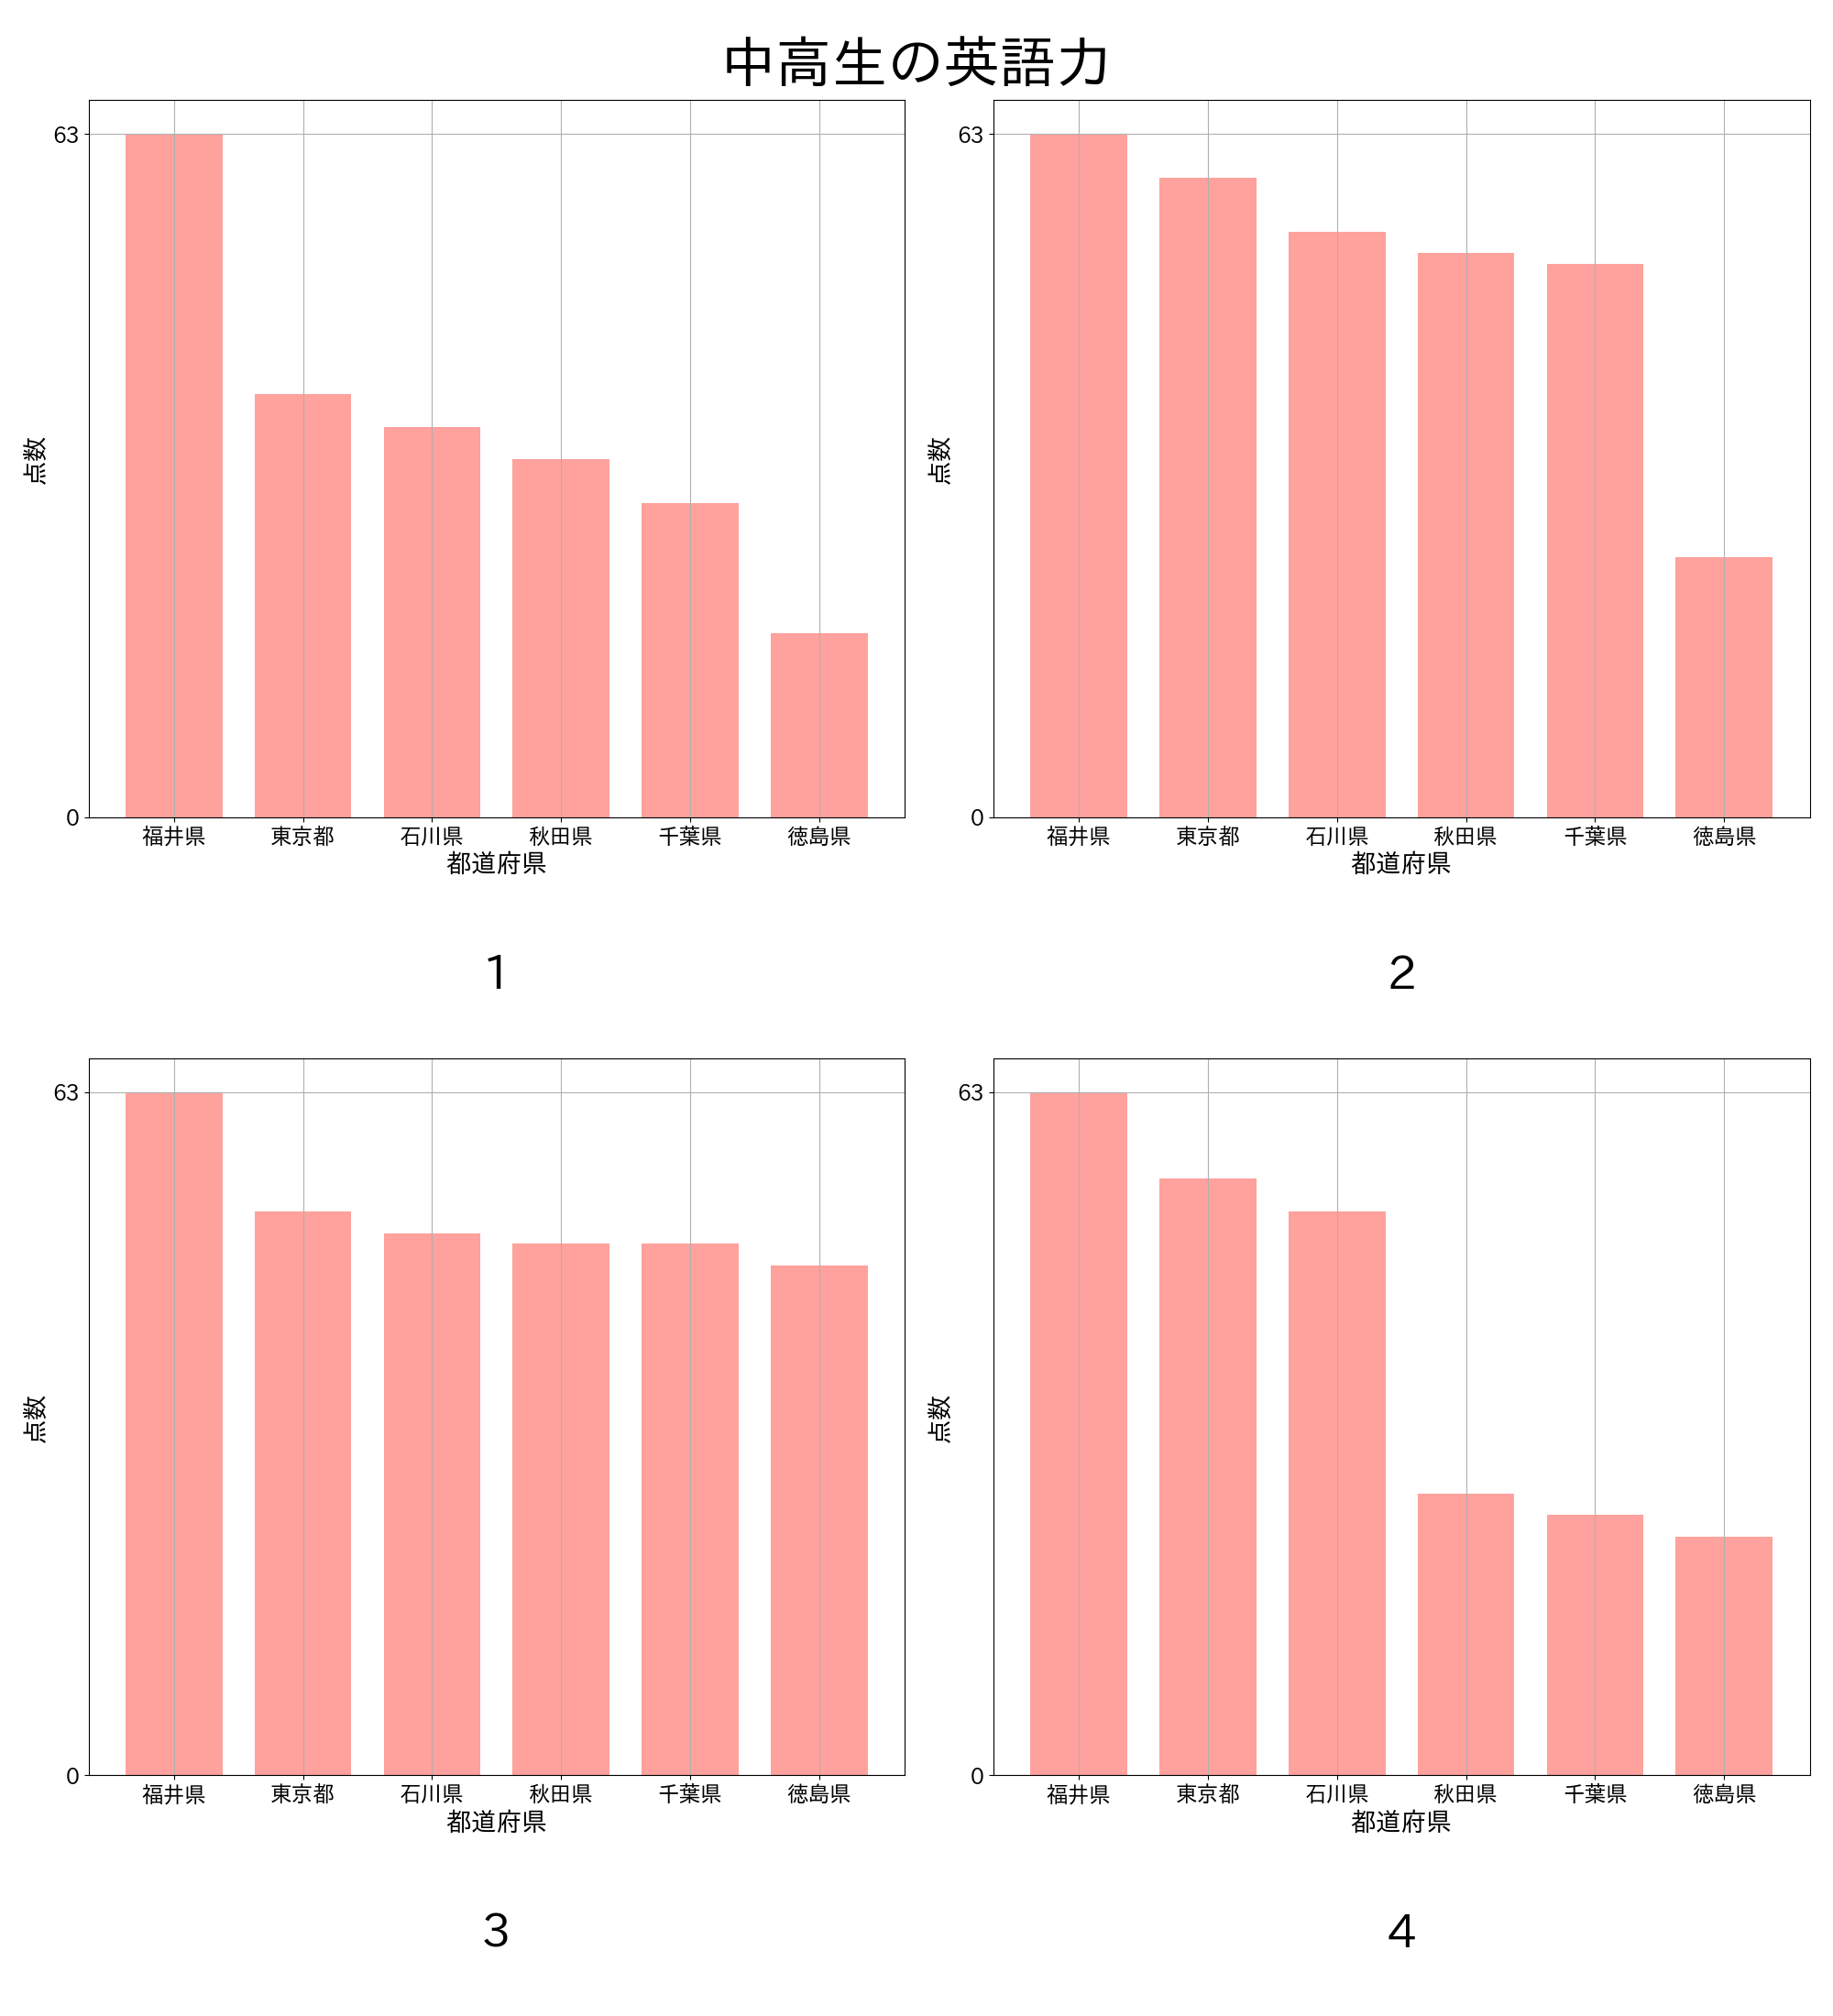 中高生の英語力
63
0
点数
福井県 東京都 石川県 秋田県 千葉県 徳島県
都道府県
1
63
0
点数
福井県 東京都 石川県 秋田県 千葉県 徳島県
都道府県
2
63
0
点数
福井県 東京都 石川県 秋田県 千葉県 徳島県
都道府県
3
63
0
点数
福井県 東京都 石川県 秋田県 千葉県 徳島県
都道府県
4